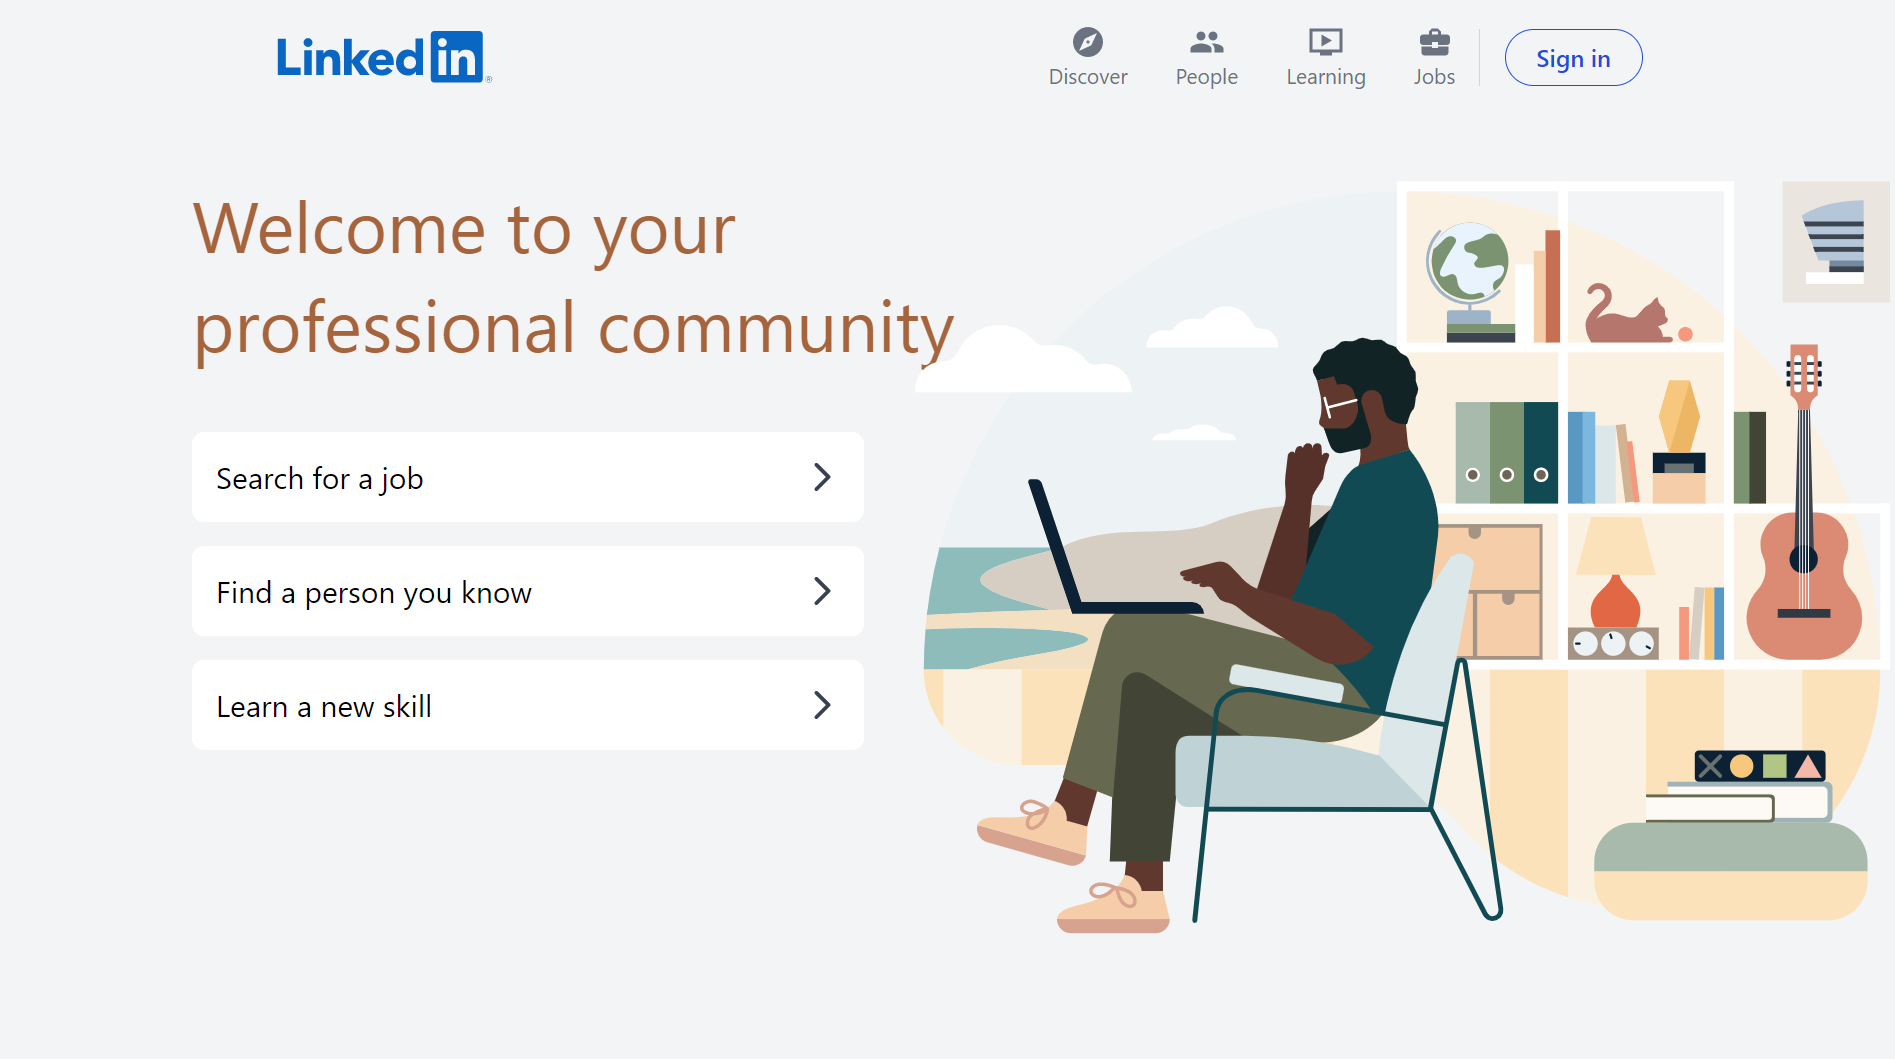 Linkedin®
Discover
People
Learning
Jobs
Sign in
Welcome to your
professional community
Search for a job
Find a person you know
Learn a new skill